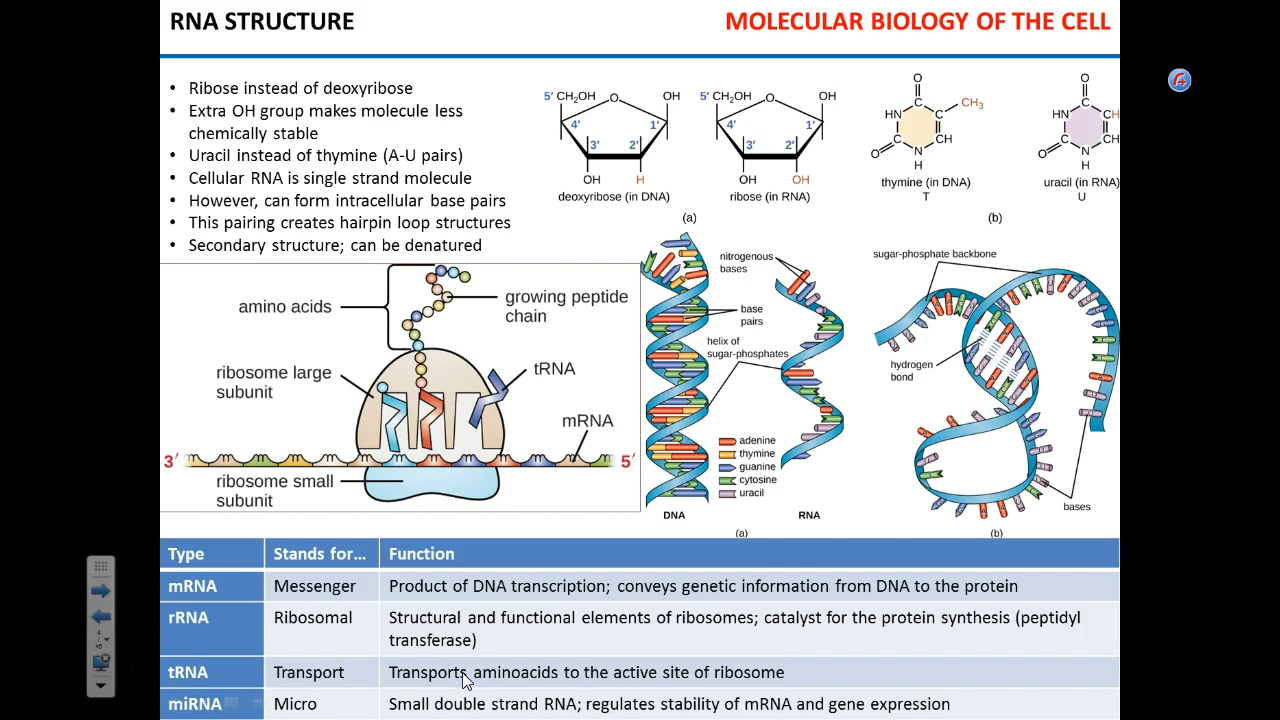 RNA STRUCTURE
MOLECULAR BIOLOGY OF THE CELL
• Ribose instead of deoxyribose
• Extra OH group makes molecule less
chemically stable
• Uracil instead of thymine (A-U pairs)
• Cellular RNA is single strand molecule
• However, can form intracellular base pairs
• This pairing creates hairpin loop structures
• Secondary structure; can be denatured
5′ CH₂OH O OH
4′ 1′
3′ 2′
OH H
deoxyribose (in DNA)
5′ CH₂OH O OH
4′ 1′
3′ 2′
OH OH
ribose (in RNA)
(a)
O
HN C C CH₃
C CH
O N
H
thymine (in DNA)
T
O
HN C CH
C CH
O N
H
uracil (in RNA)
U
(b)
amino acids
growing peptide
chain
ribosome large
subunit
tRNA
mRNA
3′ 5′
ribosome small
subunit
nitrogenous
bases
base
pairs
helix of
sugar-phosphates
adenine
thymine
guanine
cytosine
uracil
DNA RNA
(a)
sugar-phosphate backbone
hydrogen
bond
bases
(b)
Type Stands for... Function
mRNA Messenger Product of DNA transcription; conveys genetic information from DNA to the protein
rRNA Ribosomal Structural and functional elements of ribosomes; catalyst for the protein synthesis (peptidyl
transferase)
tRNA Transport Transports aminoacids to the active site of ribosome
miRNA Micro Small double strand RNA; regulates stability of mRNA and gene expression